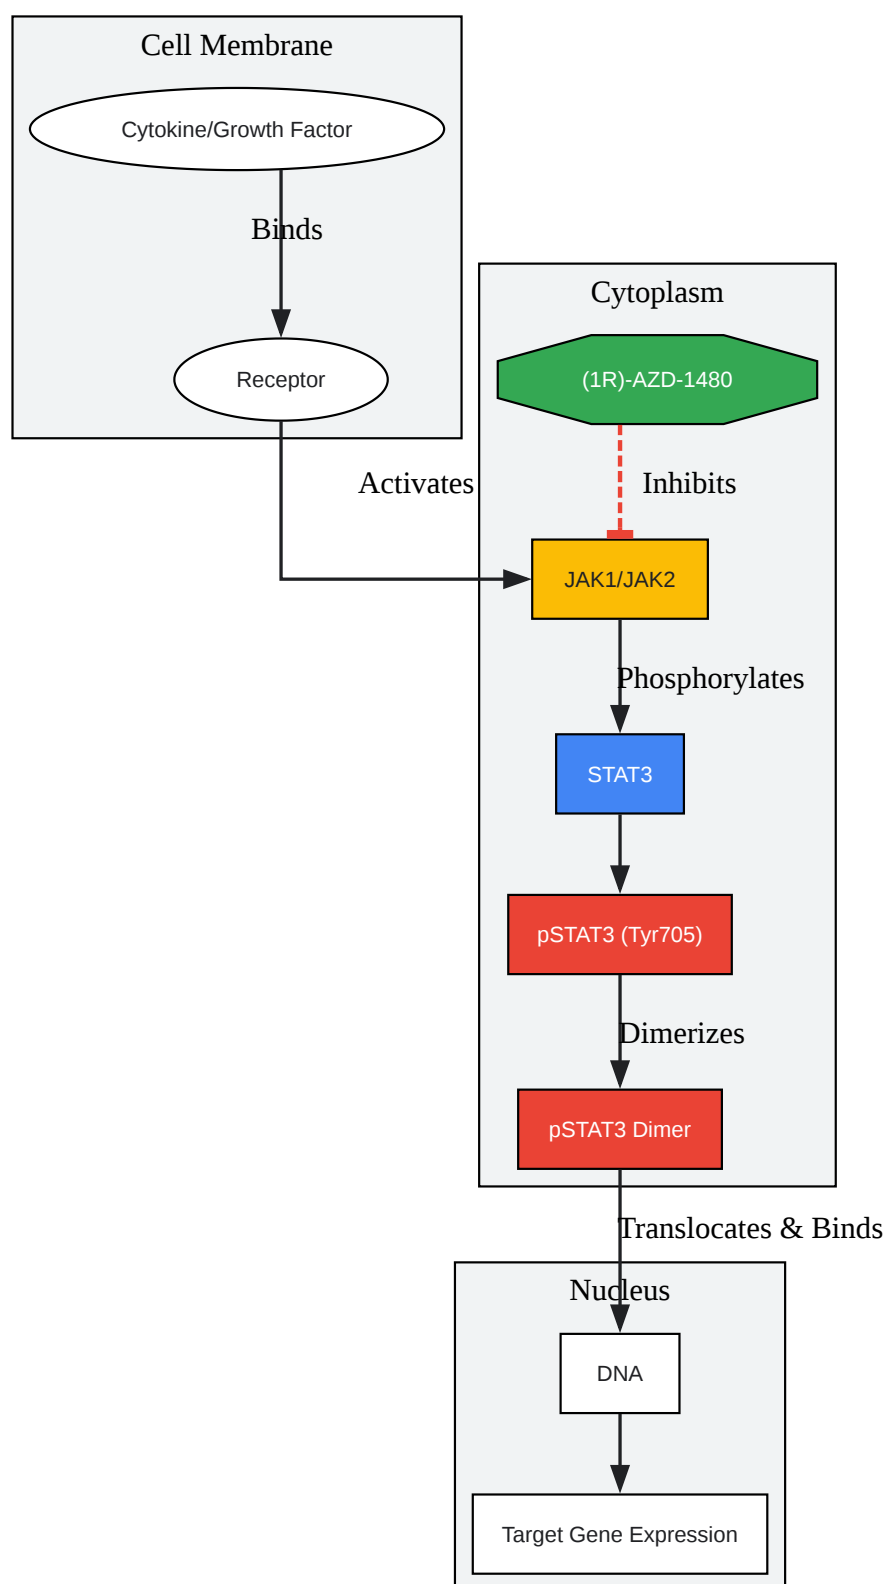 Cell Membrane
Cytokine/Growth Factor
Binds
Receptor
Activates
Cytoplasm
(1R)-AZD-1480
Inhibits
JAK1/JAK2
Phosphorylates
STAT3
pSTAT3 (Tyr705)
Dimerizes
pSTAT3 Dimer
Translocates & Binds
Nucleus
DNA
Target Gene Expression